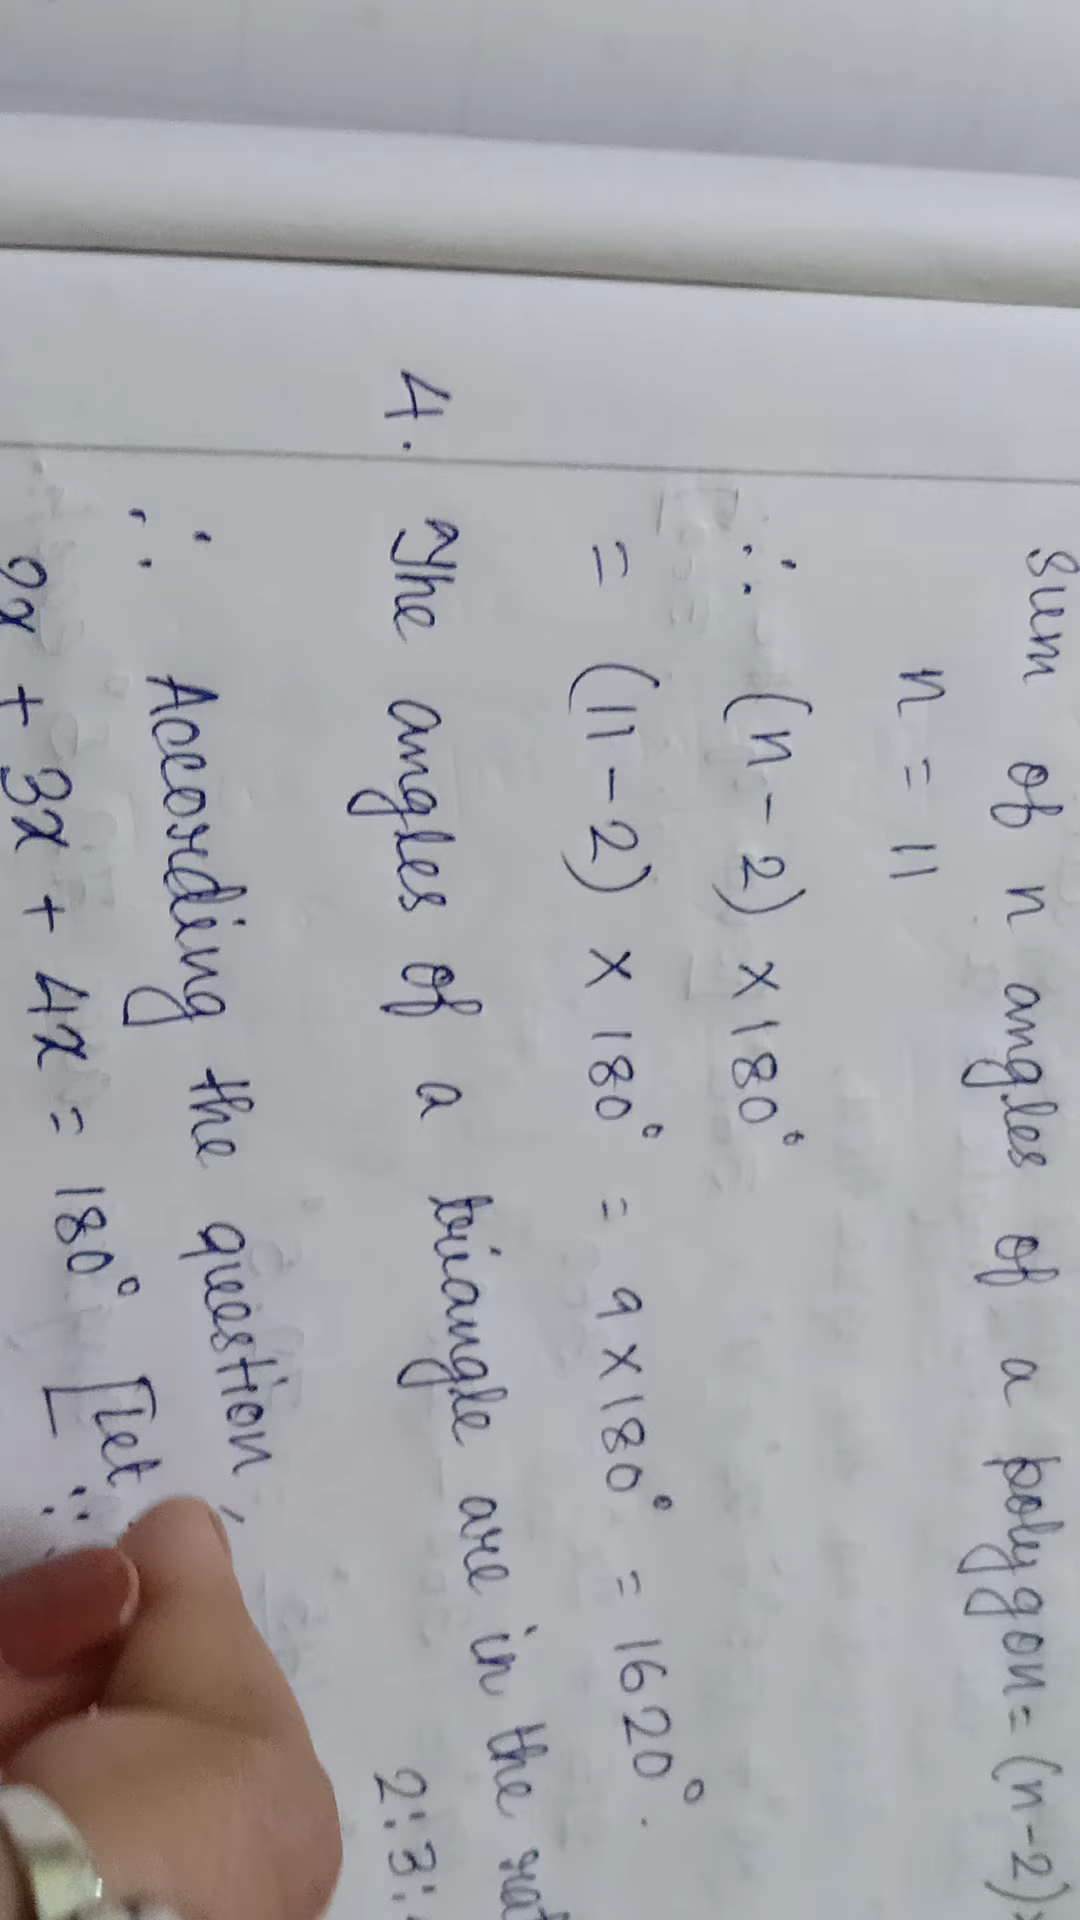 Sum of n angles of a polygon = (n-2)
n = 11
∴ (n-2) × 180°
= (11-2) × 180° = 9 × 180° = 1620°.
4. The angles of a triangle are in the
2:3:
∴ According the question,
2x + 3x + 4x = 180° [Let